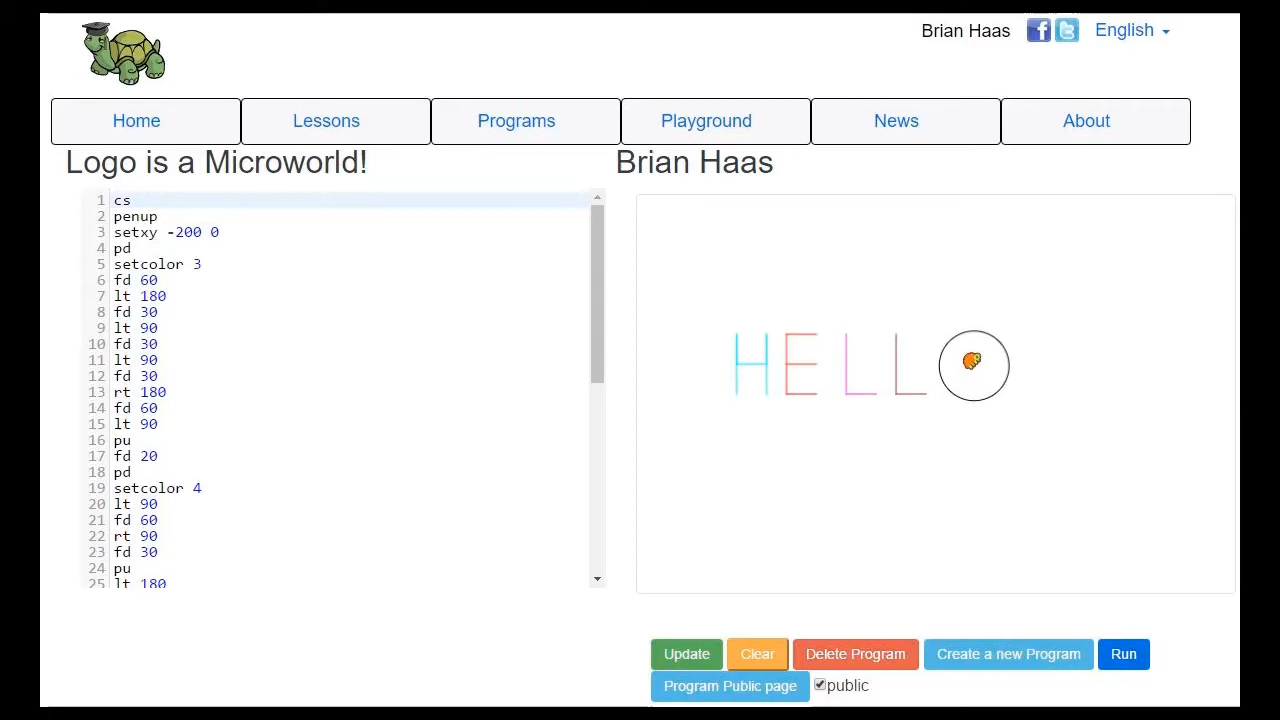 Brian Haas
English
Home Lessons Programs Playground News About
Logo is a Microworld!
Brian Haas
1 cs
2 penup
3 setxy -200 0
4 pd
5 setcolor 3
6 fd 60
7 lt 180
8 fd 30
9 lt 90
10 fd 30
11 lt 90
12 fd 30
13 rt 180
14 fd 60
15 lt 90
16 pu
17 fd 20
18 pd
19 setcolor 4
20 lt 90
21 fd 60
22 rt 90
23 fd 30
24 pu
25 lt 180
HELLO
Update Clear Delete Program Create a new Program Run
Program Public page public